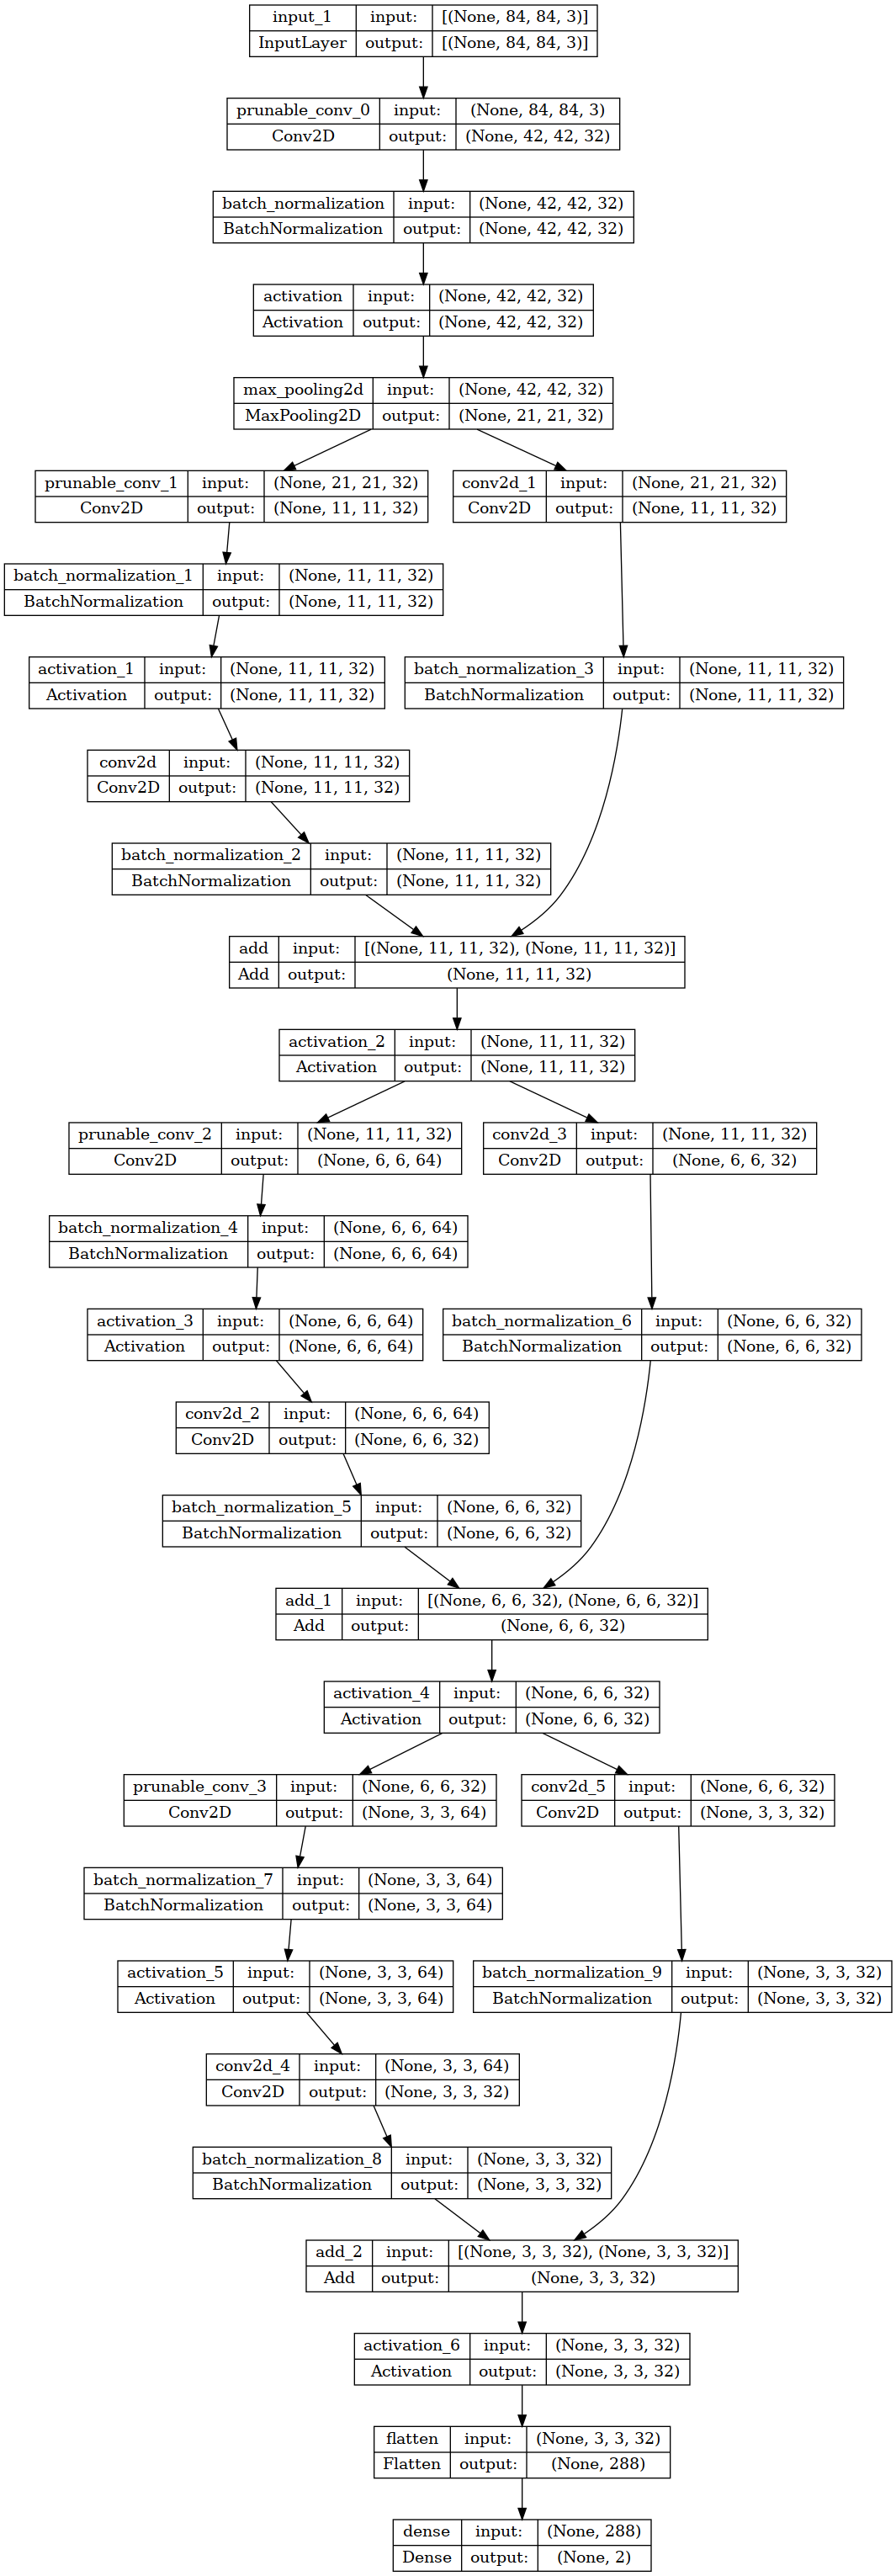 input_1 input: [(None, 84, 84, 3)]
InputLayer output: [(None, 84, 84, 3)]
prunable_conv_0 input: (None, 84, 84, 3)
Conv2D output: (None, 42, 42, 32)
batch_normalization input: (None, 42, 42, 32)
BatchNormalization output: (None, 42, 42, 32)
activation input: (None, 42, 42, 32)
Activation output: (None, 42, 42, 32)
max_pooling2d input: (None, 42, 42, 32)
MaxPooling2D output: (None, 21, 21, 32)
prunable_conv_1 input: (None, 21, 21, 32)
Conv2D output: (None, 11, 11, 32)
conv2d_1 input: (None, 21, 21, 32)
Conv2D output: (None, 11, 11, 32)
batch_normalization_1 input: (None, 11, 11, 32)
BatchNormalization output: (None, 11, 11, 32)
activation_1 input: (None, 11, 11, 32)
Activation output: (None, 11, 11, 32)
batch_normalization_3 input: (None, 11, 11, 32)
BatchNormalization output: (None, 11, 11, 32)
conv2d input: (None, 11, 11, 32)
Conv2D output: (None, 11, 11, 32)
batch_normalization_2 input: (None, 11, 11, 32)
BatchNormalization output: (None, 11, 11, 32)
add input: [(None, 11, 11, 32), (None, 11, 11, 32)]
Add output: (None, 11, 11, 32)
activation_2 input: (None, 11, 11, 32)
Activation output: (None, 11, 11, 32)
prunable_conv_2 input: (None, 11, 11, 32)
Conv2D output: (None, 6, 6, 64)
conv2d_3 input: (None, 11, 11, 32)
Conv2D output: (None, 6, 6, 32)
batch_normalization_4 input: (None, 6, 6, 64)
BatchNormalization output: (None, 6, 6, 64)
activation_3 input: (None, 6, 6, 64)
Activation output: (None, 6, 6, 64)
batch_normalization_6 input: (None, 6, 6, 32)
BatchNormalization output: (None, 6, 6, 32)
conv2d_2 input: (None, 6, 6, 64)
Conv2D output: (None, 6, 6, 32)
batch_normalization_5 input: (None, 6, 6, 32)
BatchNormalization output: (None, 6, 6, 32)
add_1 input: [(None, 6, 6, 32), (None, 6, 6, 32)]
Add output: (None, 6, 6, 32)
activation_4 input: (None, 6, 6, 32)
Activation output: (None, 6, 6, 32)
prunable_conv_3 input: (None, 6, 6, 32)
Conv2D output: (None, 3, 3, 64)
conv2d_5 input: (None, 6, 6, 32)
Conv2D output: (None, 3, 3, 32)
batch_normalization_7 input: (None, 3, 3, 64)
BatchNormalization output: (None, 3, 3, 64)
activation_5 input: (None, 3, 3, 64)
Activation output: (None, 3, 3, 64)
batch_normalization_9 input: (None, 3, 3, 32)
BatchNormalization output: (None, 3, 3, 32)
conv2d_4 input: (None, 3, 3, 64)
Conv2D output: (None, 3, 3, 32)
batch_normalization_8 input: (None, 3, 3, 32)
BatchNormalization output: (None, 3, 3, 32)
add_2 input: [(None, 3, 3, 32), (None, 3, 3, 32)]
Add output: (None, 3, 3, 32)
activation_6 input: (None, 3, 3, 32)
Activation output: (None, 3, 3, 32)
flatten input: (None, 3, 3, 32)
Flatten output: (None, 288)
dense input: (None, 288)
Dense output: (None, 2)